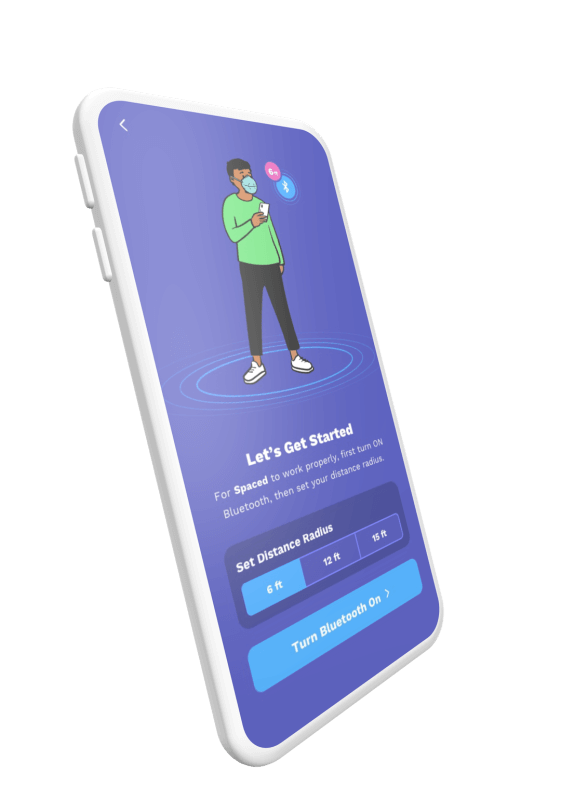 6ft
Let's Get Started
For Spaced to work properly, first turn ON
Bluetooth, then set your distance radius.
Set Distance Radius
6 ft
12 ft
15 ft
Turn Bluetooth On